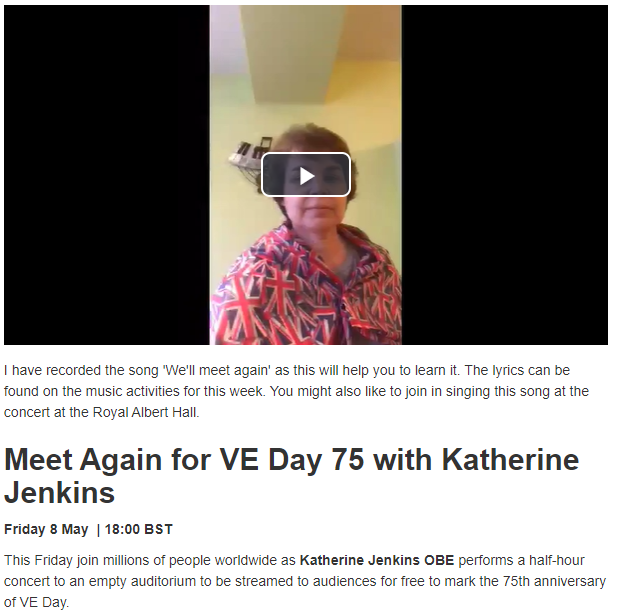 I have recorded the song 'We'll meet again' as this will help you to learn it. The lyrics can be
found on the music activities for this week. You might also like to join in singing this song at the
concert at the Royal Albert Hall.
Meet Again for VE Day 75 with Katherine
Jenkins
Friday 8 May  | 18:00 BST
This Friday join millions of people worldwide as Katherine Jenkins OBE performs a half-hour
concert to an empty auditorium to be streamed to audiences for free to mark the 75th anniversary
of VE Day.